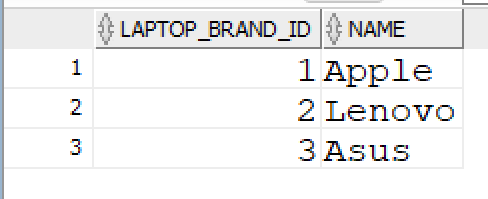 LAPTOP_BRAND_ID NAME
1 1 Apple
2 2 Lenovo
3 3 Asus